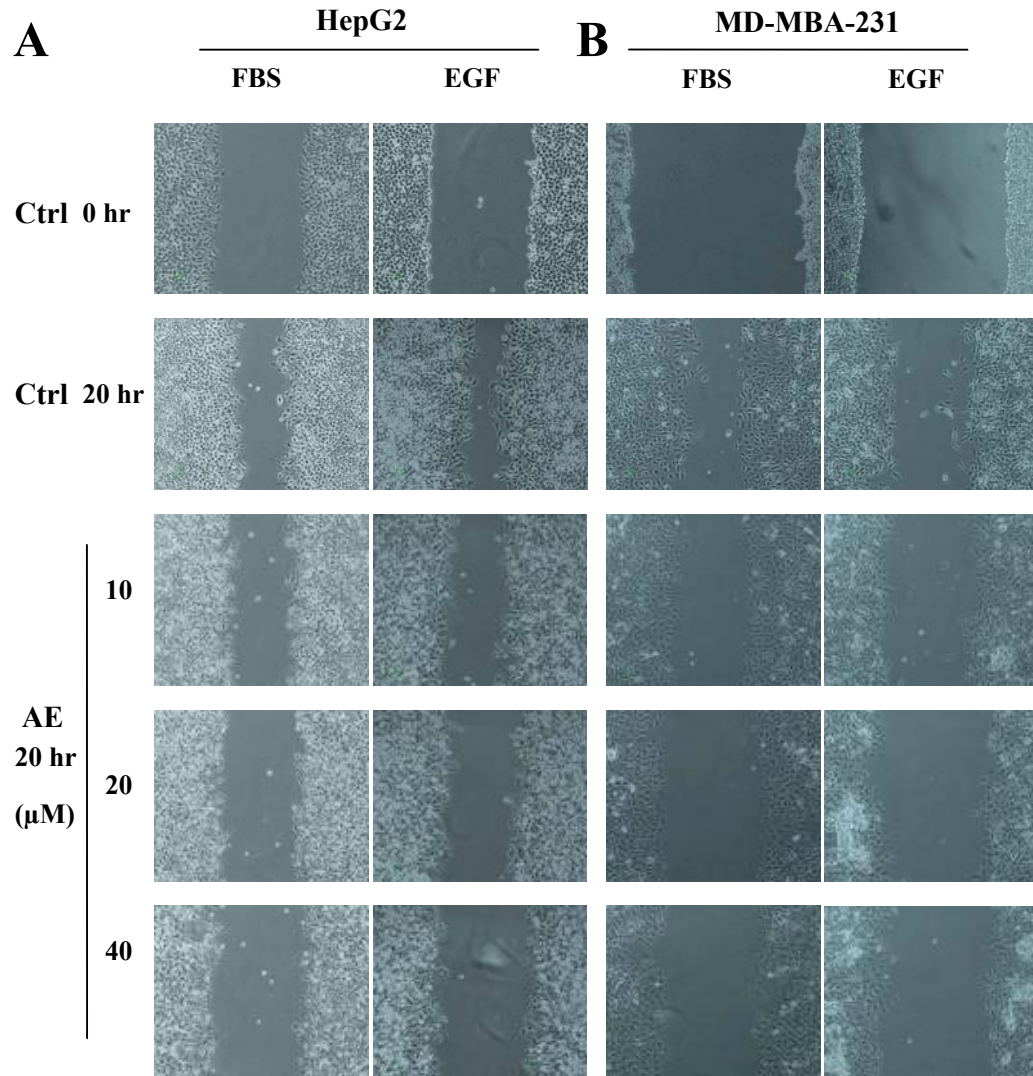 A
HepG2
B
MD-MBA-231
FBS
EGF
FBS
EGF
Ctrl 0 hr
Ctrl 20 hr
10
AE
20 hr
(µM)
20
40